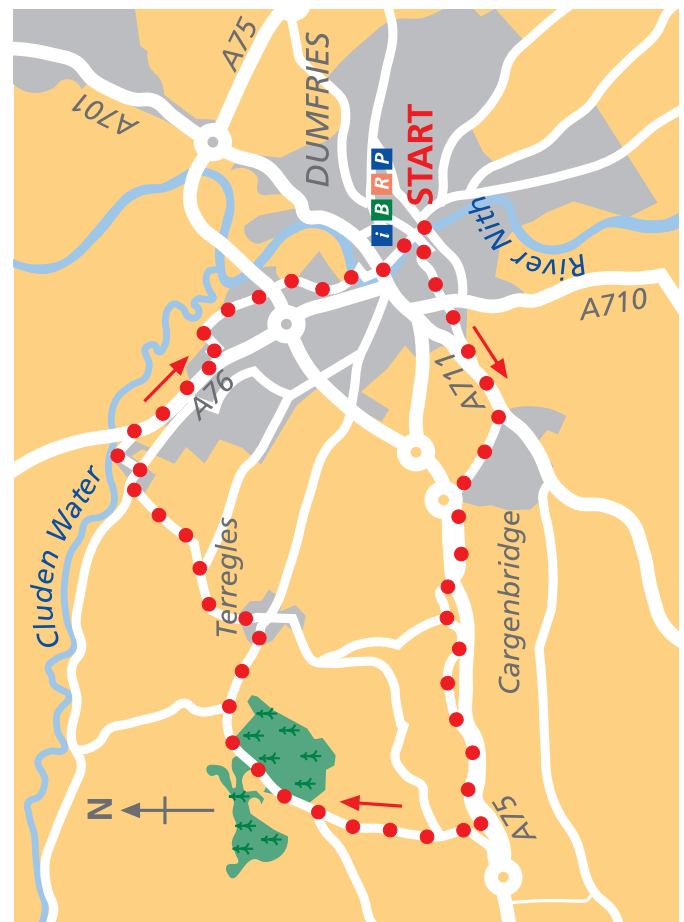 A75
A701
DUMFRIES
i B R P
START
River Nith
A710
A711
A76
Cluden Water
Terregles
Cargenbridge
N
A75